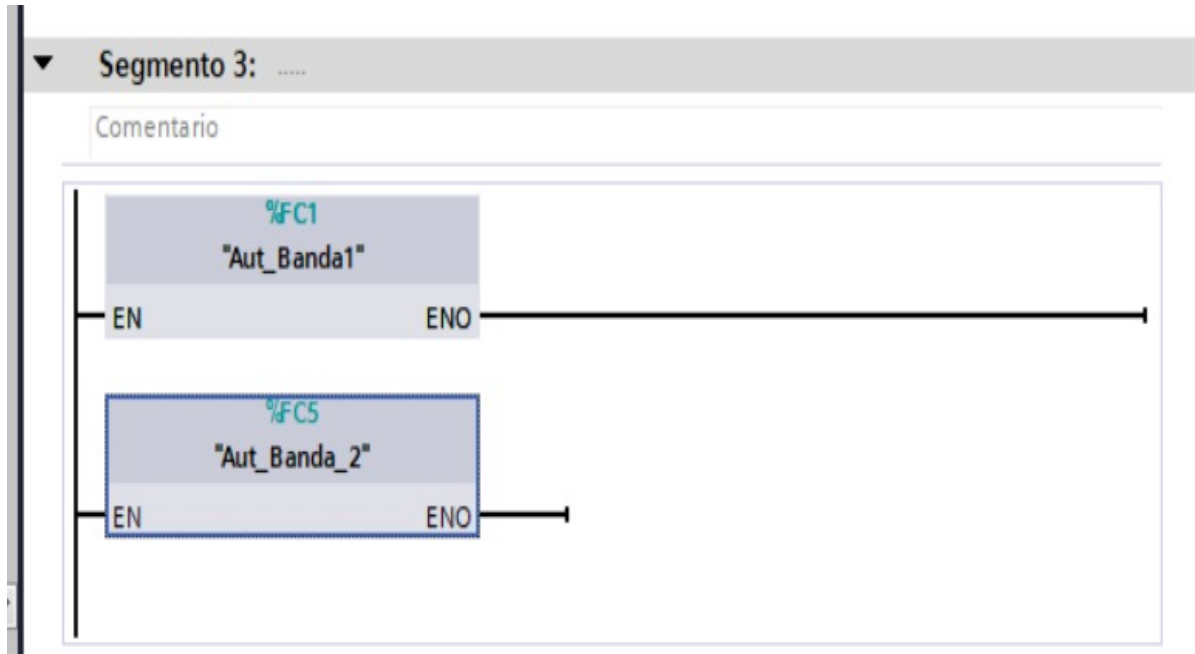 Segmento 3: .....
Comentario
%FC1
"Aut_Banda1"
EN ENO
%FC5
"Aut_Banda_2"
EN ENO